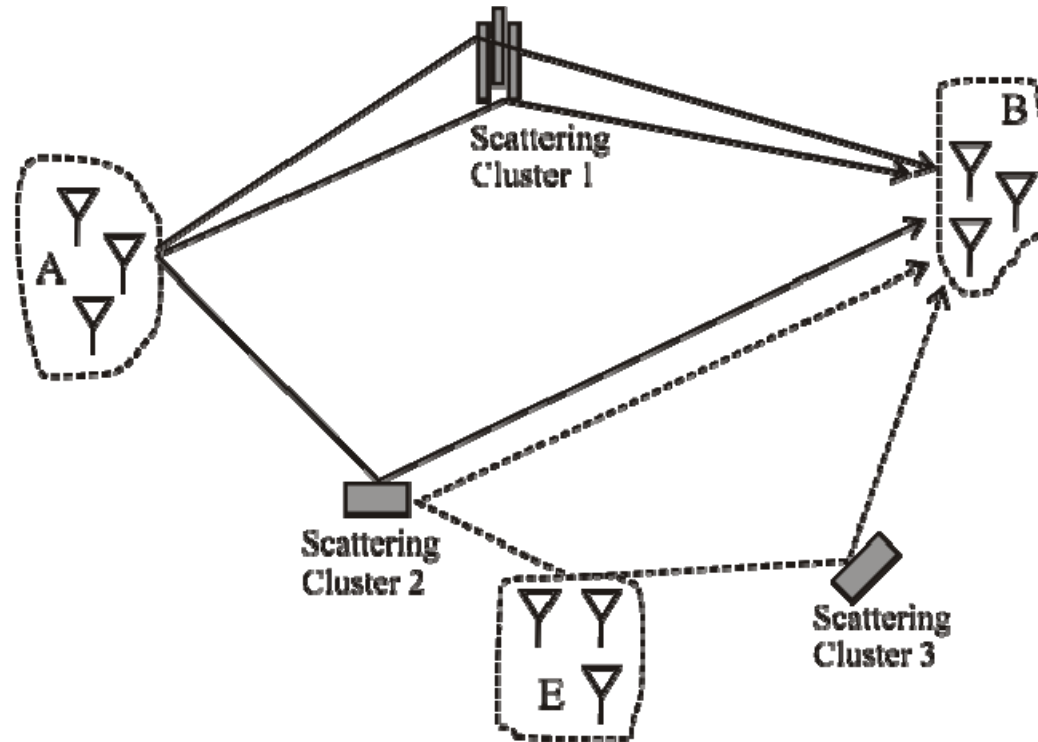 Scattering
Cluster 1
B
A
Scattering
Cluster 2
Scattering
Cluster 3
E